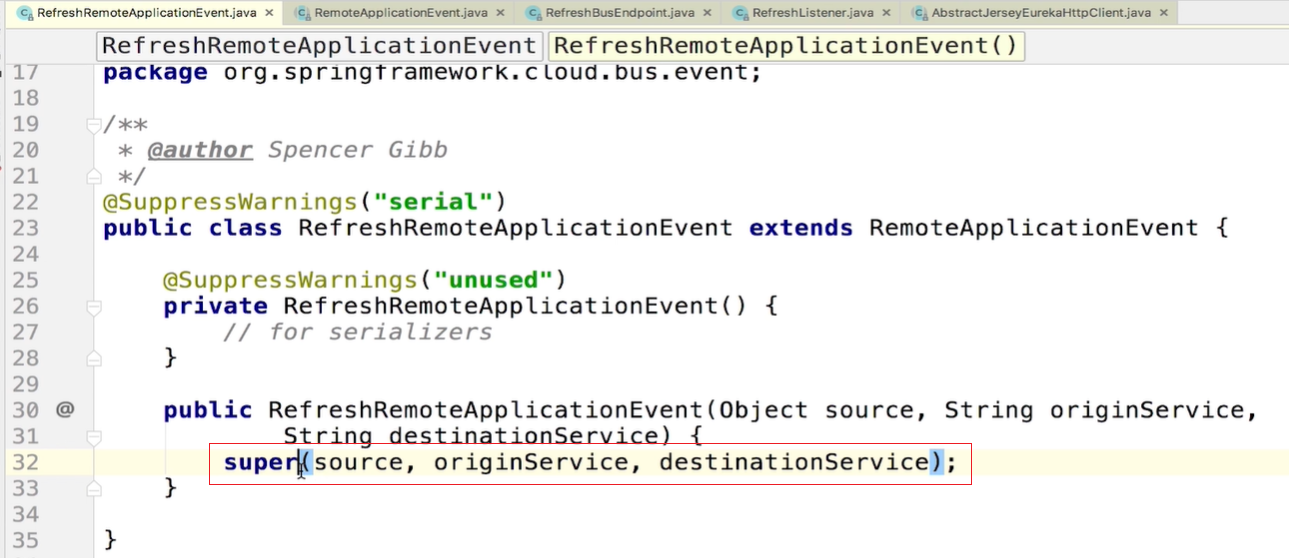 RefreshRemoteApplicationEvent.java × RemoteApplicationEvent.java × RefreshBusEndpoint.java × RefreshListener.java × AbstractJerseyEurekaHttpClient.java ×
RefreshRemoteApplicationEvent RefreshRemoteApplicationEvent()
17 package org.springframework.cloud.bus.event;
18
19 /**
20 * @author Spencer Gibb
21 */
22 @SuppressWarnings("serial")
23 public class RefreshRemoteApplicationEvent extends RemoteApplicationEvent {
24
25 @SuppressWarnings("unused")
26 private RefreshRemoteApplicationEvent() {
27 // for serializers
28 }
29
30 @ public RefreshRemoteApplicationEvent(Object source, String originService,
31 String destinationService) {
32 super(source, originService, destinationService);
33 }
34
35 }